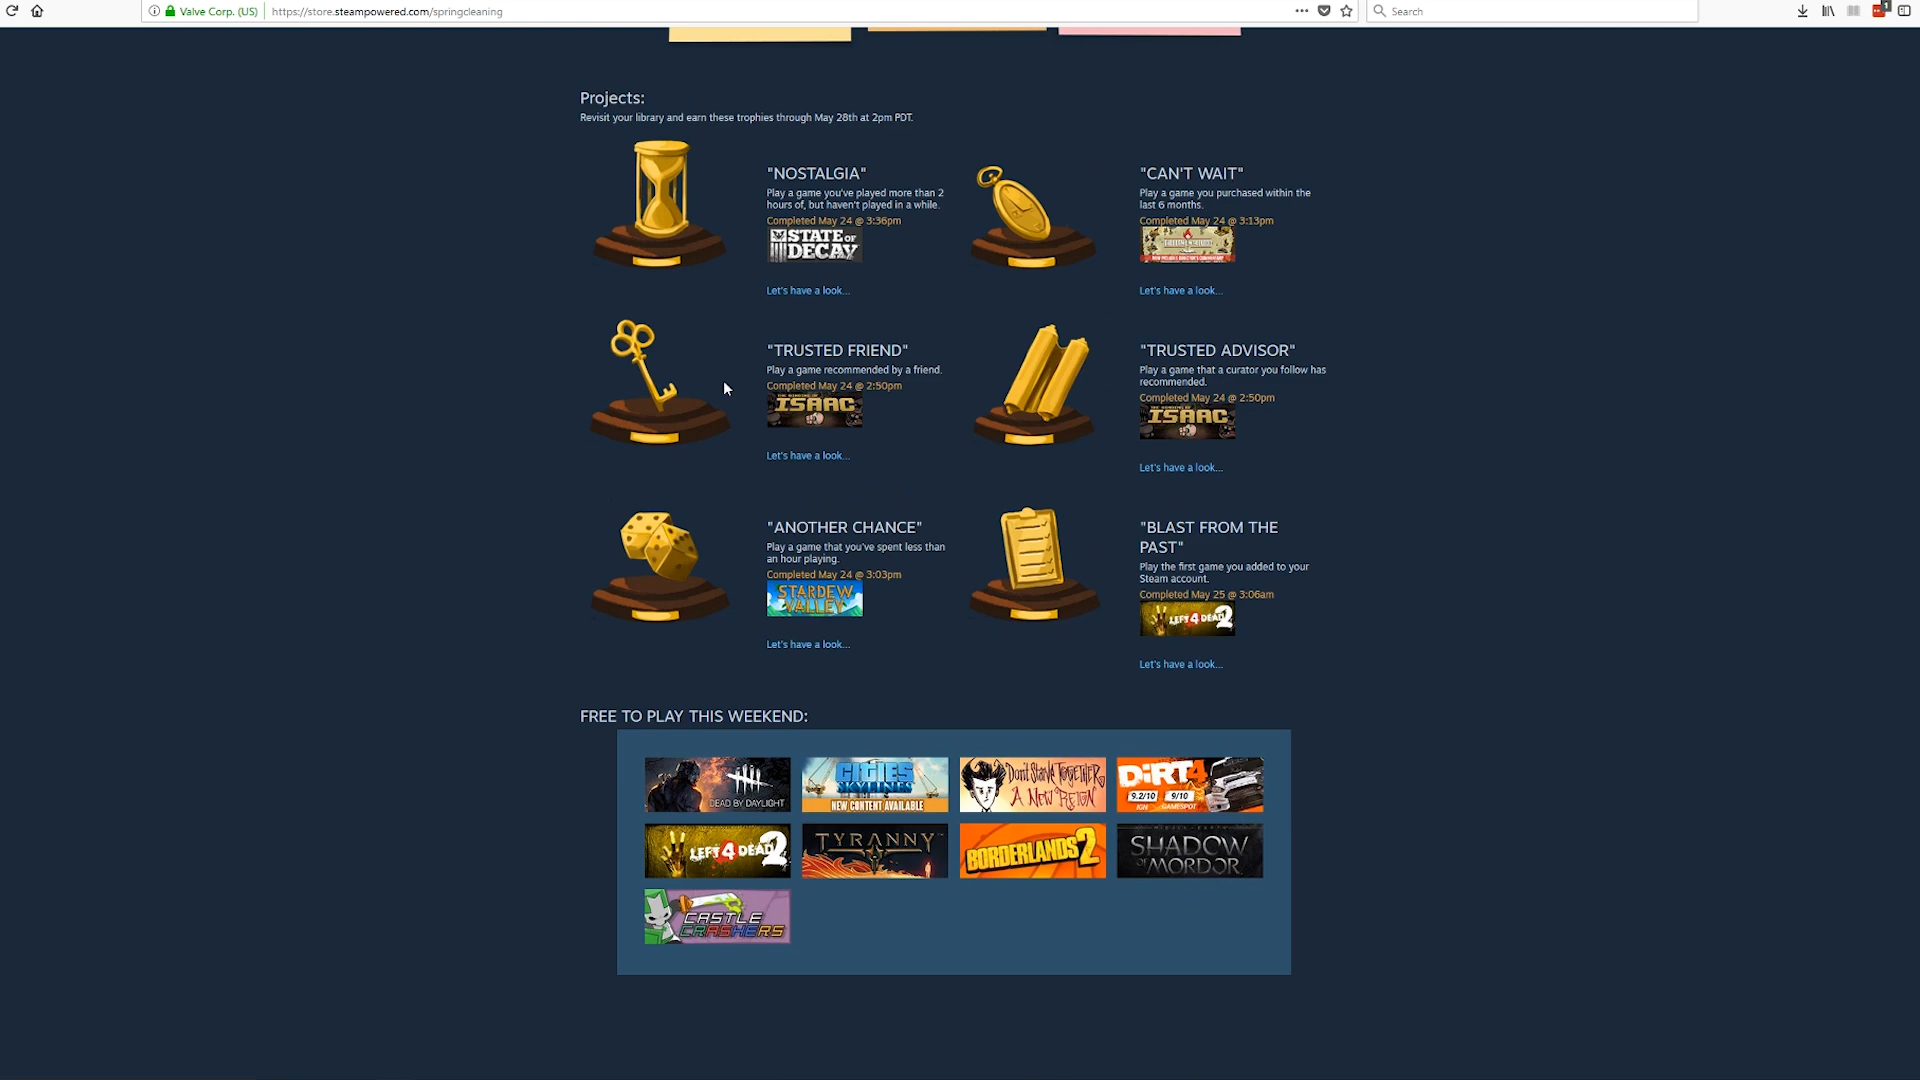 Valve Corp. (US)
https://store.steampowered.com/springcleaning
Search
1
Projects:
Revisit your library and earn these trophies through May 28th at 2pm PDT.
"NOSTALGIA"
Play a game you've played more than 2
hours of, but haven't played in a while.
Completed May 24 @ 3:36pm
STATE OF
DECAY
Let's have a look...
"CAN'T WAIT"
Play a game you purchased within the
last 6 months.
Completed May 24 @ 3:13pm
Let's have a look...
"TRUSTED FRIEND"
Play a game recommended by a friend.
Completed May 24 @ 2:50pm
THE BINDING OF
ISAAC
Let's have a look...
"TRUSTED ADVISOR"
Play a game that a curator you follow has
recommended.
Completed May 24 @ 2:50pm
THE BINDING OF
ISAAC
Let's have a look...
"ANOTHER CHANCE"
Play a game that you've spent less than
an hour playing.
Completed May 24 @ 3:03pm
STARDEW
VALLEY
Let's have a look...
"BLAST FROM THE
PAST"
Play the first game you added to your
Steam account.
Completed May 25 @ 3:06am
LEFT 4 DEAD 2
Let's have a look...
FREE TO PLAY THIS WEEKEND:
DEAD BY DAYLIGHT
CITIES
SKYLINES
NEW CONTENT AVAILABLE
Don't Starve Together
A New Reign
DiRT 4
9.2/10 9/10
IGN GAMESPOT
LEFT 4 DEAD 2
TYRANNY
BORDERLANDS 2
SHADOW
OF MORDOR
CASTLE
CRASHERS